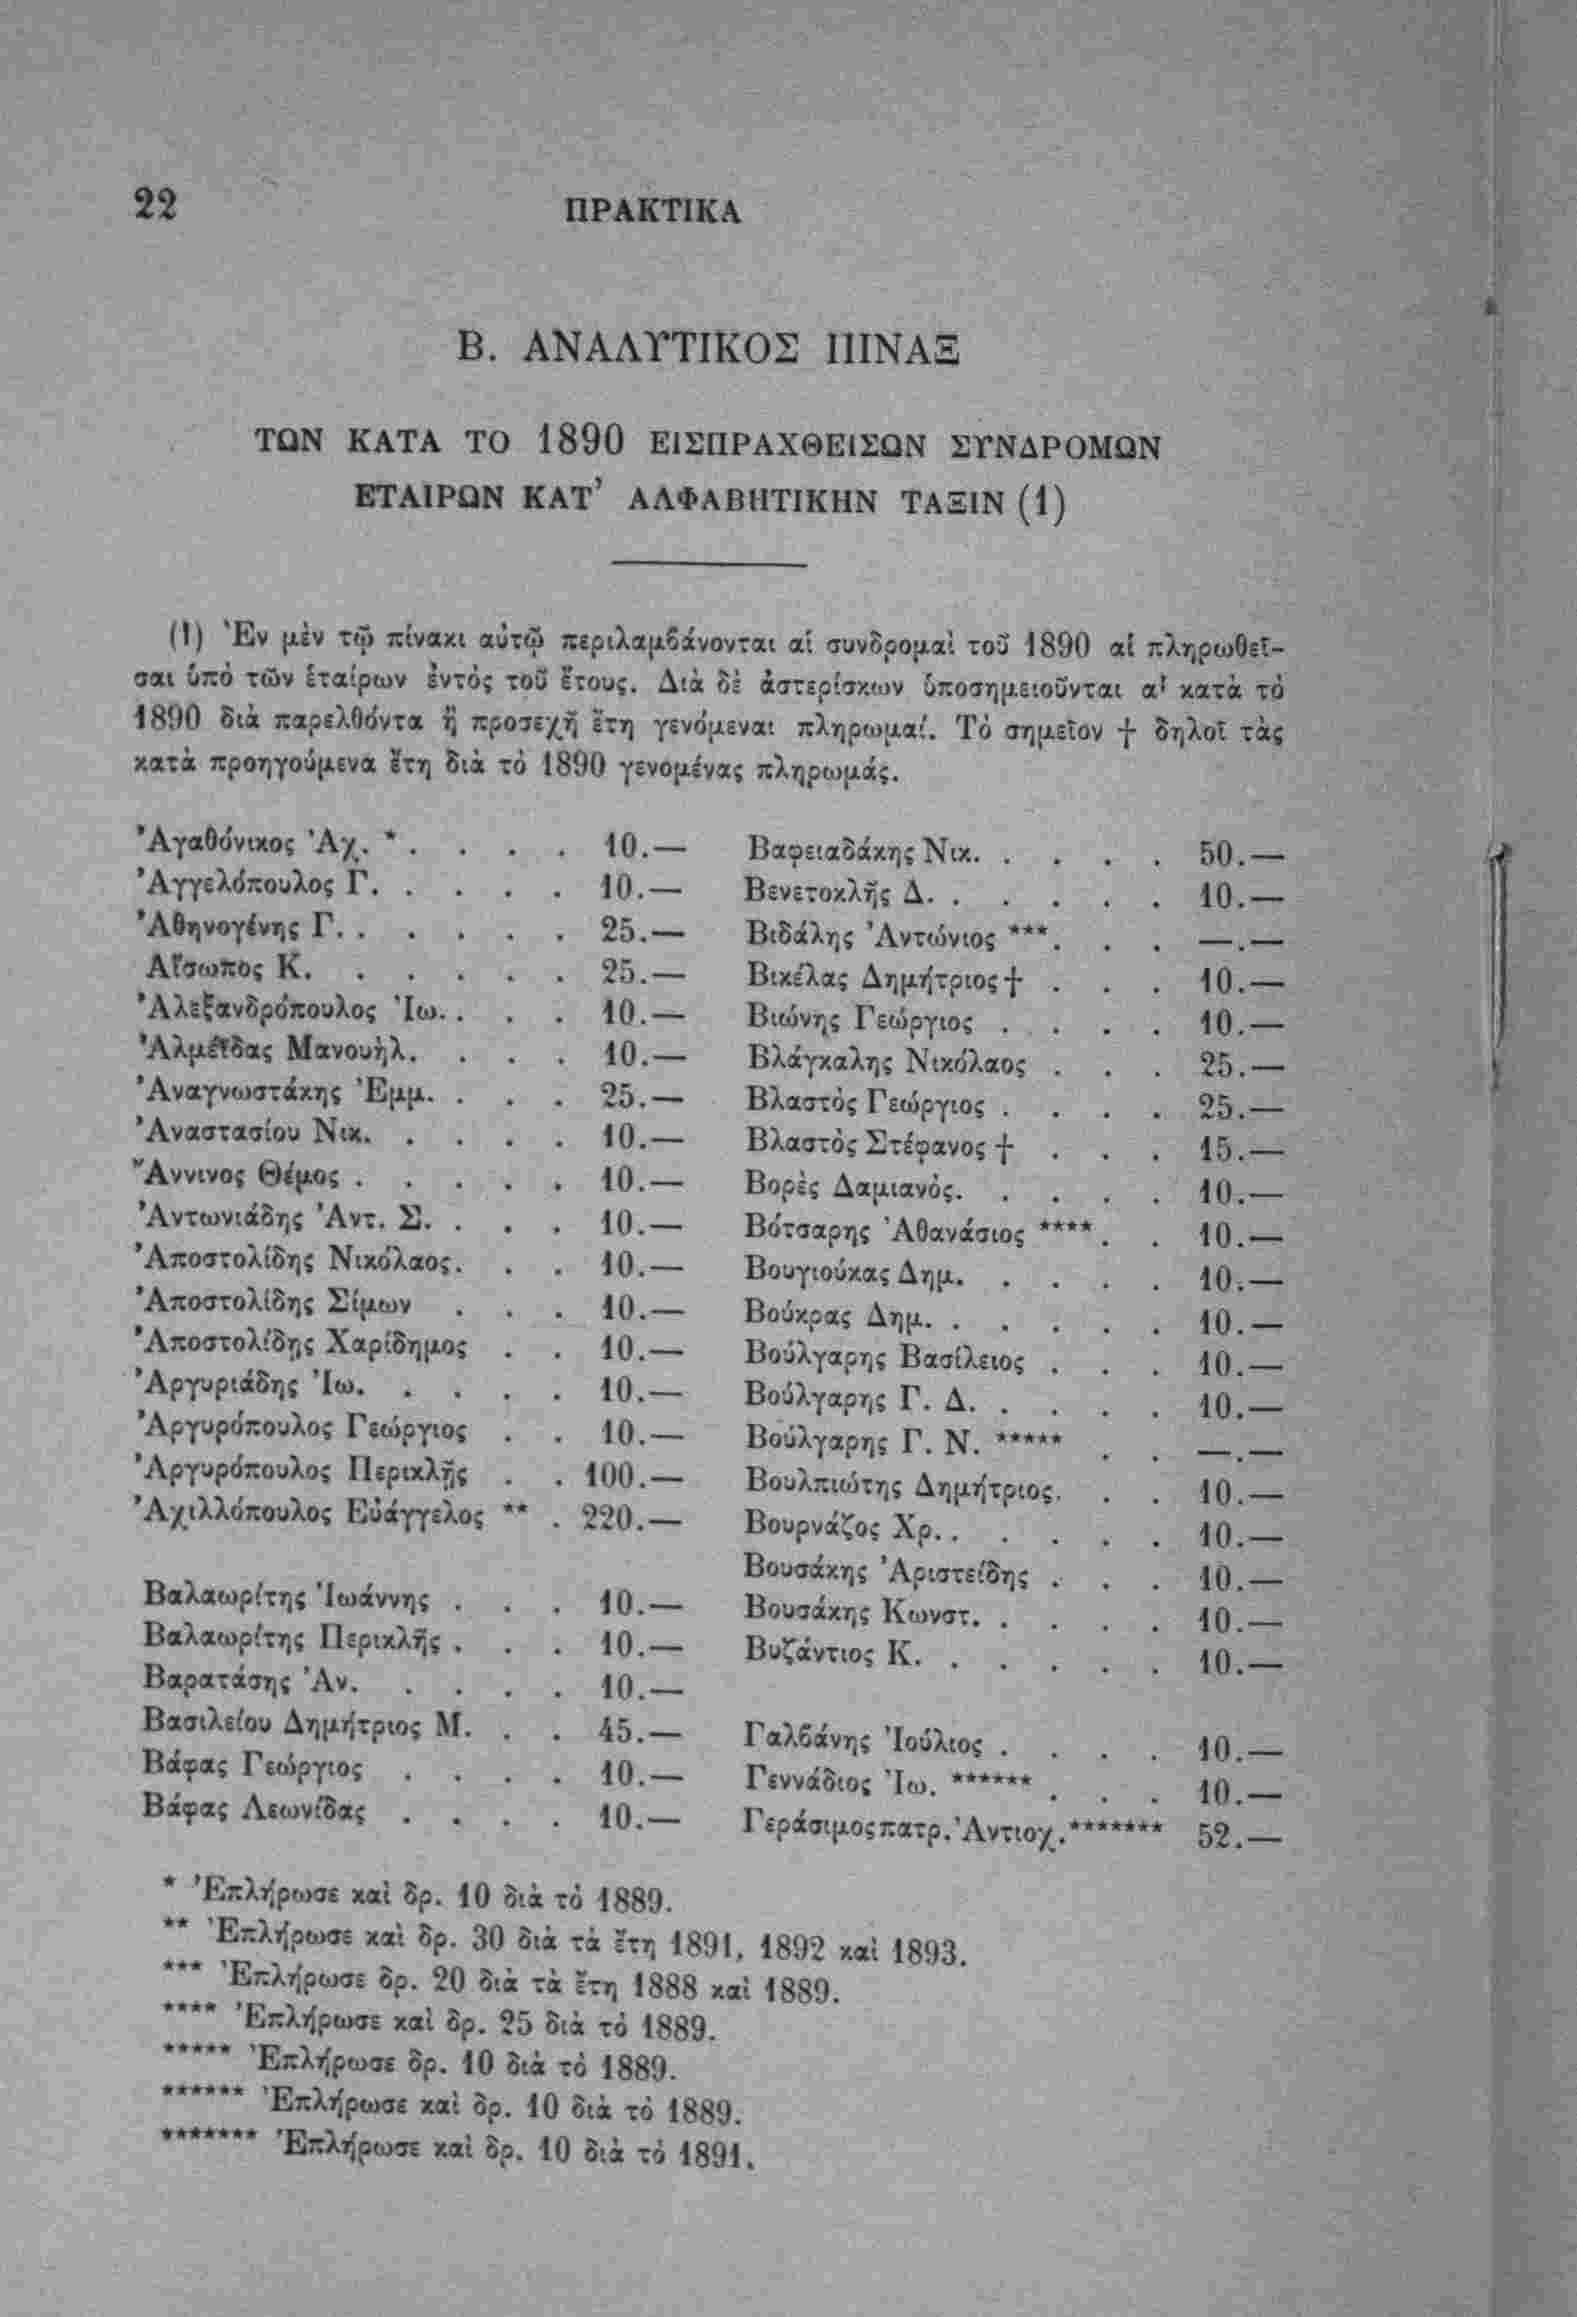 22
ΠΡΑΚΤΙΚΑ
Β. ΑΝΑΛΥΤΙΚΟΣ ΠΙΝΑΞ
ΤΩΝ ΚΑΤΑ ΤΟ 1890 ΕΙΣΠΡΑΧΘΕΙΣΩΝ ΣΥΝΔΡΟΜΩΝ
ΕΤΑΙΡΩΝ ΚΑΤ’ ΑΛΦΑΒΗΤΙΚΗΝ ΤΑΞΙΝ (1)
(1) Ἐν μὲν τῷ πίνακι αὐτῷ περιλαμβάνονται αἱ συνδρομαὶ τοῦ 1890 αἱ πληρωθεῖ-
σαι ὑπὸ τῶν ἑταίρων ἐντὸς τοῦ ἔτους. Διὰ δὲ ἀστερίσκων ὑποσημειοῦνται αἱ κατὰ τὸ
1890 διὰ παρελθόντα ἢ προσεχῆ ἔτη γενόμεναι πληρωμαί. Τὸ σημεῖον † δηλοῖ τὰς
κατὰ προηγούμενα ἔτη διὰ τὸ 1890 γενομένας πληρωμάς.
Ἀγαθόνικος Ἀχ. * . . . . 10.—
Ἀγγελόπουλος Γ. . . . . 10.—
Ἀθηνογένης Γ. . . . . . 25.—
Αἴσωπος Κ. . . . . . 25.—
Ἀλεξανδρόπουλος Ἰω. . . . 10.—
Ἀλμεῖδας Μανουὴλ. . . . 10.—
Ἀναγνωστάκης Ἐμμ. . . . 25.—
Ἀναστασίου Νικ. . . . . 10.—
Ἄννινος Θέμος . . . . . 10.—
Ἀντωνιάδης Ἀντ. Σ. . . . 10.—
Ἀποστολίδης Νικόλαος. . . 10.—
Ἀποστολίδης Σίμων . . . 10.—
Ἀποστολίδης Χαρίδημος . . 10.—
Ἀργυριάδης Ἰω. . . . . 10.—
Ἀργυρόπουλος Γεώργιος . . 10.—
Ἀργυρόπουλος Περικλῆς . . 100.—
Ἀχιλλόπουλος Εὐάγγελος ** . 220.—
Βαλαωρίτης Ἰωάννης . . . 10.—
Βαλαωρίτης Περικλῆς . . . 10.—
Βαρατάσης Ἀν. . . . . 10.—
Βασιλείου Δημήτριος Μ. . . 45.—
Βάφας Γεώργιος . . . . 10.—
Βάφας Λεωνίδας . . . . 10.—
Βαφειαδάκης Νικ. . . . . 50.—
Βενετοκλῆς Δ. . . . . . 10.—
Βιδάλης Ἀντώνιος ***. . . —.—
Βικέλας Δημήτριος † . . . 10.—
Βιώνης Γεώργιος . . . . 10.—
Βλάγκαλης Νικόλαος . . . 25.—
Βλαστὸς Γεώργιος . . . . 25.—
Βλαστὸς Στέφανος † . . . 15.—
Βορὲς Δαμιανός. . . . . 10.—
Βότσαρης Ἀθανάσιος ****. . 10.—
Βουγιούκας Δημ. . . . . 10.—
Βούκρας Δημ. . . . . . 10.—
Βούλγαρης Βασίλειος . . . 10.—
Βούλγαρης Γ. Δ. . . . . 10.—
Βούλγαρης Γ. Ν. ***** . . —.—
Βουλπιώτης Δημήτριος. . . 10.—
Βουρνάζος Χρ. . . . . . 10.—
Βουσάκης Ἀριστείδης . . . 10.—
Βουσάκης Κωνστ. . . . . 10.—
Βυζάντιος Κ. . . . . . 10.—
Γαλβάνης Ἰούλιος . . . . 10.—
Γεννάδιος Ἰω. ****** . . . 10.—
Γεράσιμος πατρ. Ἀντιοχ.******* 52.—
* Ἐπλήρωσε καὶ δρ. 10 διὰ τὸ 1889.
** Ἐπλήρωσε καὶ δρ. 30 διὰ τὰ ἔτη 1891, 1892 καὶ 1893.
*** Ἐπλήρωσε δρ. 20 διὰ τὰ ἔτη 1888 καὶ 1889.
**** Ἐπλήρωσε καὶ δρ. 25 διὰ τὸ 1889.
***** Ἐπλήρωσε δρ. 10 διὰ τὸ 1889.
****** Ἐπλήρωσε καὶ δρ. 10 διὰ τὸ 1889.
******* Ἐπλήρωσε καὶ δρ. 10 διὰ τὸ 1891.